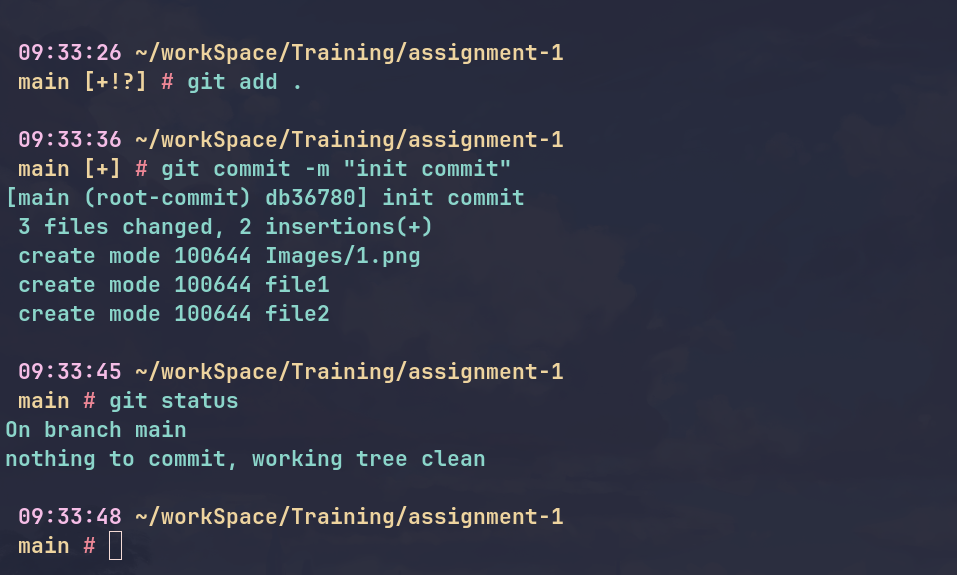 09:33:26 ~/workSpace/Training/assignment-1
main [+!?] # git add .
09:33:36 ~/workSpace/Training/assignment-1
main [+] # git commit -m "init commit"
[main (root-commit) db36780] init commit
3 files changed, 2 insertions(+)
create mode 100644 Images/1.png
create mode 100644 file1
create mode 100644 file2
09:33:45 ~/workSpace/Training/assignment-1
main # git status
On branch main
nothing to commit, working tree clean
09:33:48 ~/workSpace/Training/assignment-1
main #